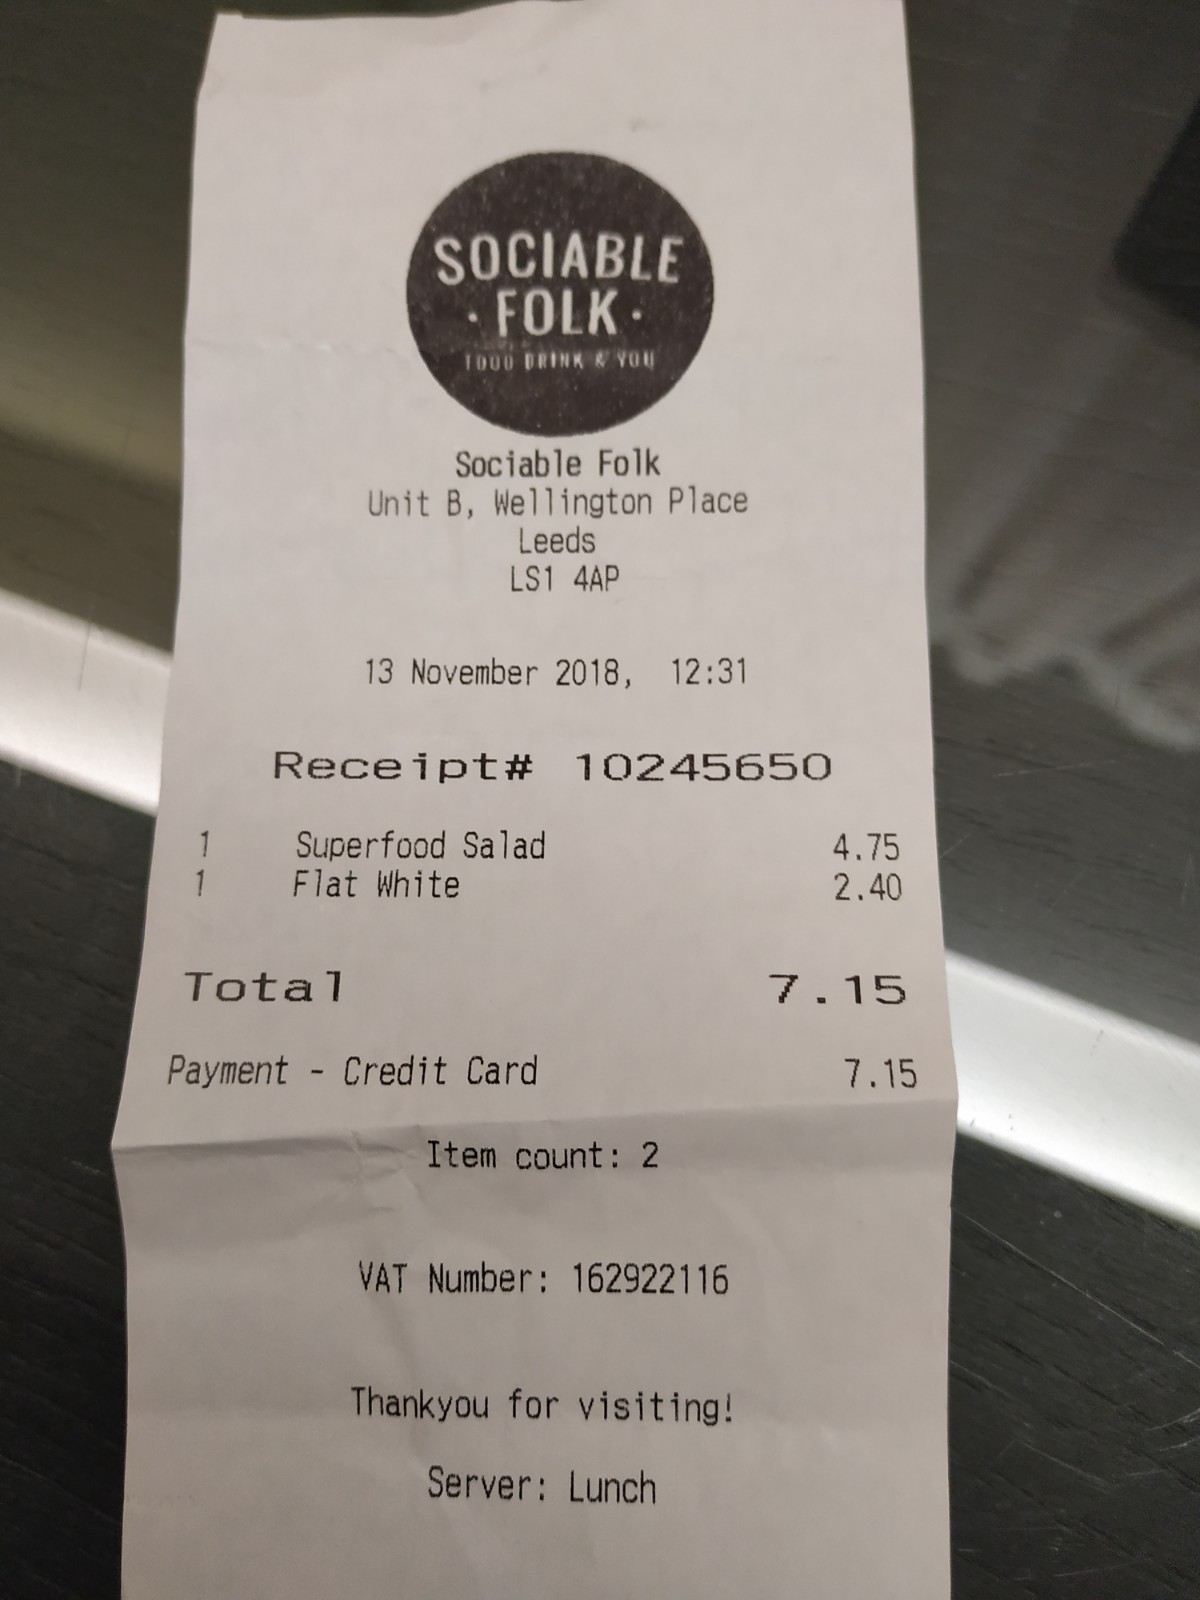 SOCIABLE
· FOLK ·
FOOD DRINK & YOU
Sociable Folk
Unit B, Wellington Place
Leeds
LS1 4AP
13 November 2018, 12:31
Receipt# 10245650
1 Superfood Salad 4.75
1 Flat White 2.40
Total 7.15
Payment - Credit Card 7.15
Item count: 2
VAT Number: 162922116
Thankyou for visiting!
Server: Lunch